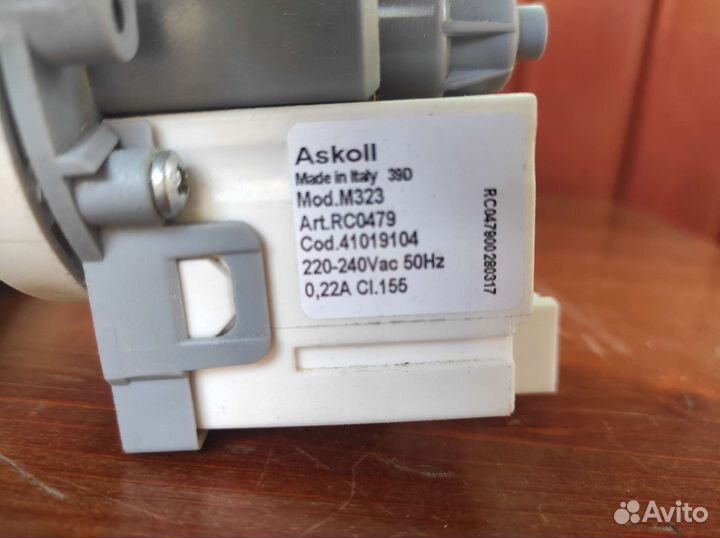 Askoll
Made in Italy 39D
Mod.M323
Art.RC0479
Cod.41019104
220-240Vac 50Hz
0,22A Cl.155
RC047900280317
Avito